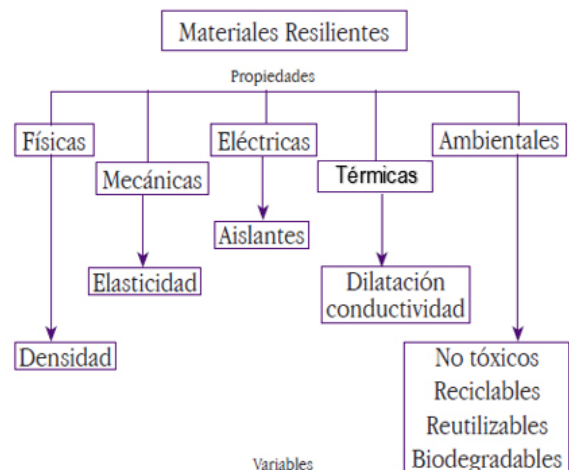 Materiales Resilientes
Propiedades
Físicas
Eléctricas
Ambientales
Mecánicas
Térmicas
Aislantes
Elasticidad
Dilatación
conductividad
Densidad
No tóxicos
Reciclables
Reutilizables
Biodegradables
Variables